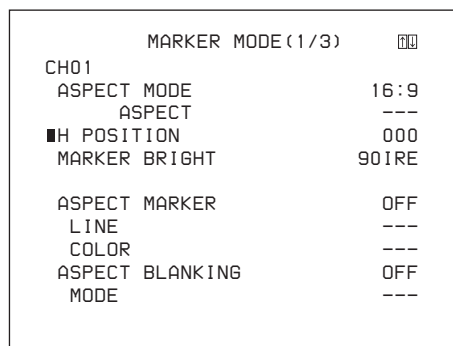 MARKER MODE(1/3) ↑↓
CH01
ASPECT MODE 16:9
ASPECT ---
■H POSITION 000
MARKER BRIGHT 90IRE
ASPECT MARKER OFF
LINE ---
COLOR ---
ASPECT BLANKING OFF
MODE ---